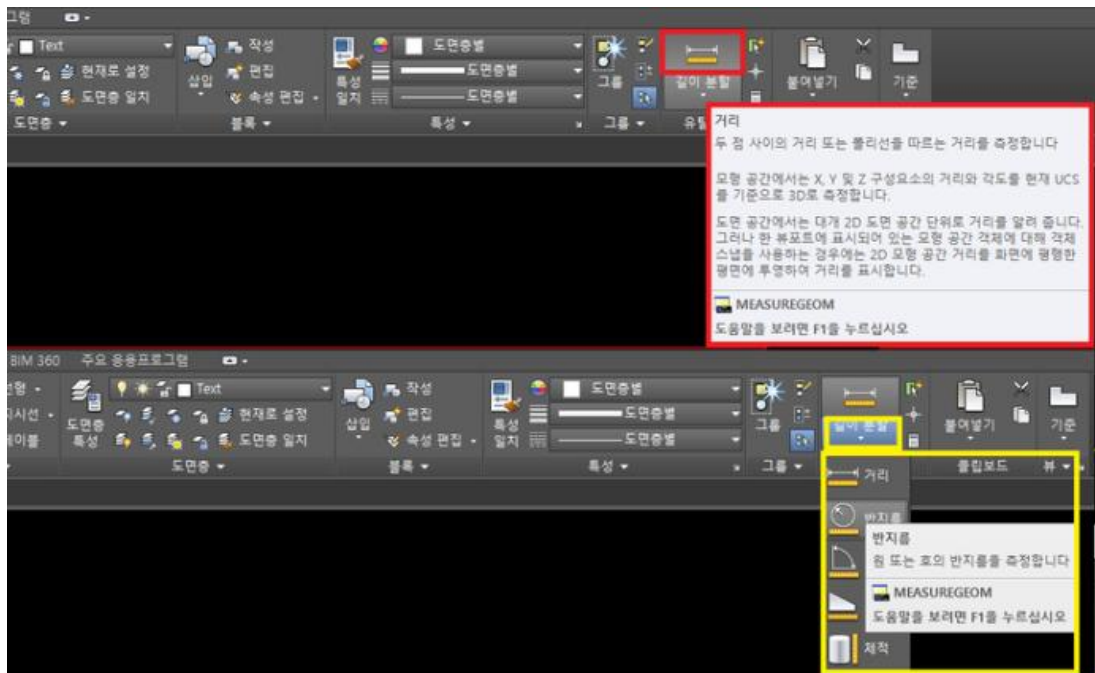 그램
Text
작성
도면층별
현재로 설정
삽입
편집
특성
일치
도면층별
그룹
길이 분할
붙여넣기
기준
도면층 일치
속성 편집
도면층별
도면층
블록
특성
그룹
거리
두 점 사이의 거리 또는 폴리선을 따르는 거리를 측정합니다
모형 공간에서는 X, Y 및 Z 구성요소의 거리와 각도를 현재 UCS
를 기준으로 3D로 측정합니다.
도면 공간에서는 대개 2D 도면 공간 단위로 거리를 알려 줍니다.
그러나 한 뷰포트에 표시되어 있는 모형 공간 객체에 대해 객체
스냅을 사용하는 경우에는 2D 모형 공간 거리를 화면에 평행한
평면에 투영하여 거리를 표시합니다.
MEASUREGEOM
도움말을 보려면 F1을 누르십시오
BIM 360 주요 응용프로그램
Text
작성
도면층별
도면층
특성
현재로 설정
삽입
편집
특성
일치
도면층별
그룹
길이 분할
붙여넣기
기준
도면층 일치
속성 편집
도면층별
도면층
블록
특성
그룹
클립보드
뷰
거리
반지름
반지름
원 또는 호의 반지름을 측정합니다
MEASUREGEOM
도움말을 보려면 F1을 누르십시오
체적